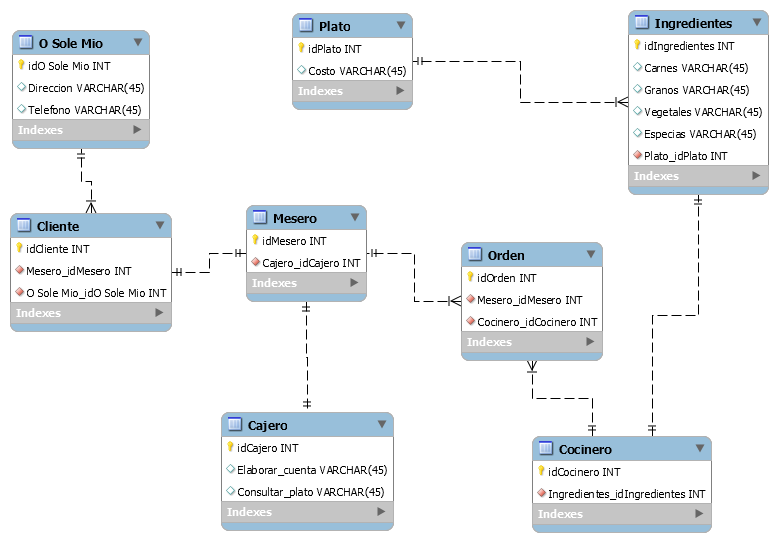 O Sole Mio
idO Sole Mio INT
Direccion VARCHAR(45)
Telefono VARCHAR(45)
Indexes
Plato
idPlato INT
Costo VARCHAR(45)
Indexes
Ingredientes
idIngredientes INT
Carnes VARCHAR(45)
Granos VARCHAR(45)
Vegetales VARCHAR(45)
Especias VARCHAR(45)
Plato_idPlato INT
Indexes
Cliente
idCliente INT
Mesero_idMesero INT
O Sole Mio_idO Sole Mio INT
Indexes
Mesero
idMesero INT
Cajero_idCajero INT
Indexes
Orden
idOrden INT
Mesero_idMesero INT
Cocinero_idCocinero INT
Indexes
Cajero
idCajero INT
Elaborar_cuenta VARCHAR(45)
Consultar_plato VARCHAR(45)
Indexes
Cocinero
idCocinero INT
Ingredientes_idIngredientes INT
Indexes